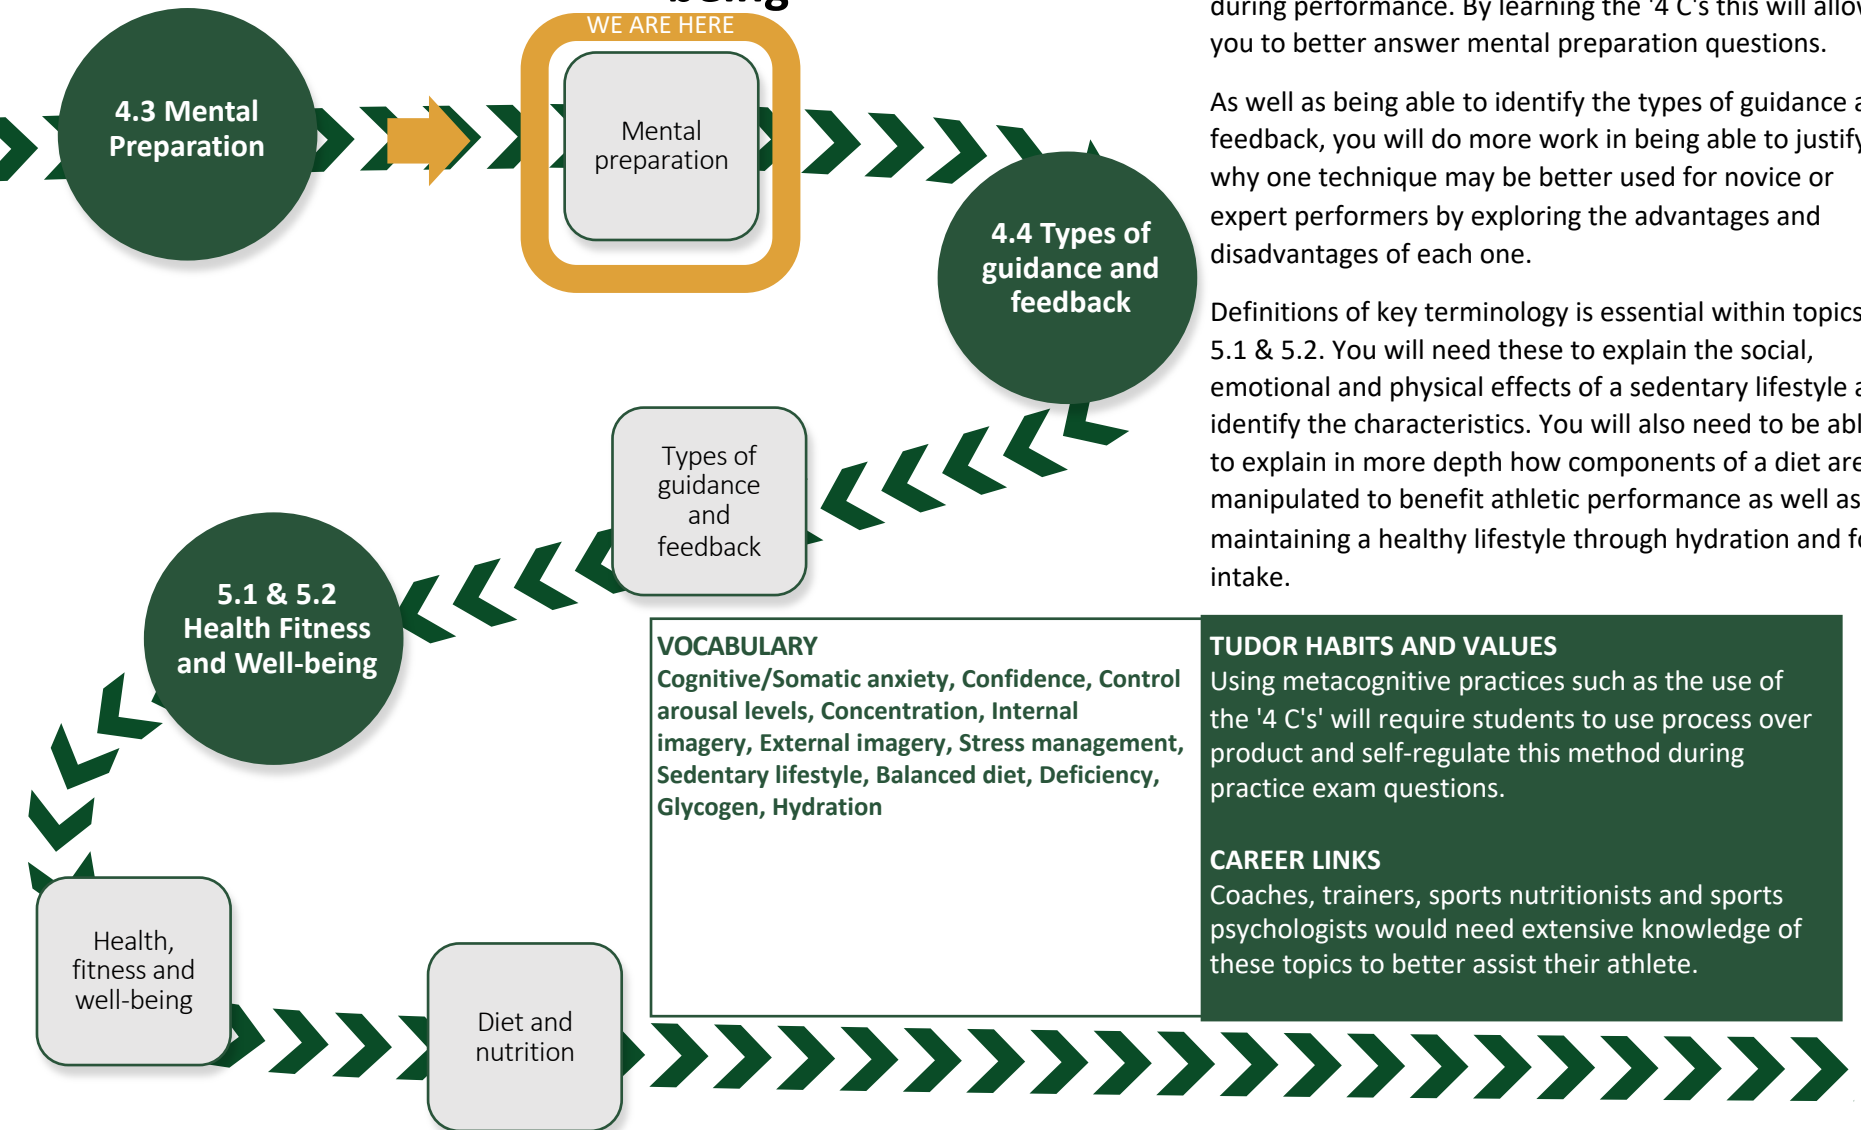 being
WE ARE HERE
4.3 Mental
Preparation
Mental
preparation
4.4 Types of
guidance and
feedback
Types of
guidance
and
feedback
5.1 & 5.2
Health Fitness
and Well-being
Health,
fitness and
well-being
Diet and
nutrition
during performance. By learning the '4 C's this will allow
you to better answer mental preparation questions.
As well as being able to identify the types of guidance
feedback, you will do more work in being able to justify
why one technique may be better used for novice or
expert performers by exploring the advantages and
disadvantages of each one.
Definitions of key terminology is essential within topics
5.1 & 5.2. You will need these to explain the social,
emotional and physical effects of a sedentary lifestyle
identify the characteristics. You will also need to be abl
to explain in more depth how components of a diet are
manipulated to benefit athletic performance as well as
maintaining a healthy lifestyle through hydration and
intake.
VOCABULARY
Cognitive/Somatic anxiety, Confidence, Control
arousal levels, Concentration, Internal
imagery, External imagery, Stress management,
Sedentary lifestyle, Balanced diet, Deficiency,
Glycogen, Hydration
TUDOR HABITS AND VALUES
Using metacognitive practices such as the use of
the '4 C's' will require students to use process over
product and self-regulate this method during
practice exam questions.
CAREER LINKS
Coaches, trainers, sports nutritionists and sports
psychologists would need extensive knowledge of
these topics to better assist their athlete.